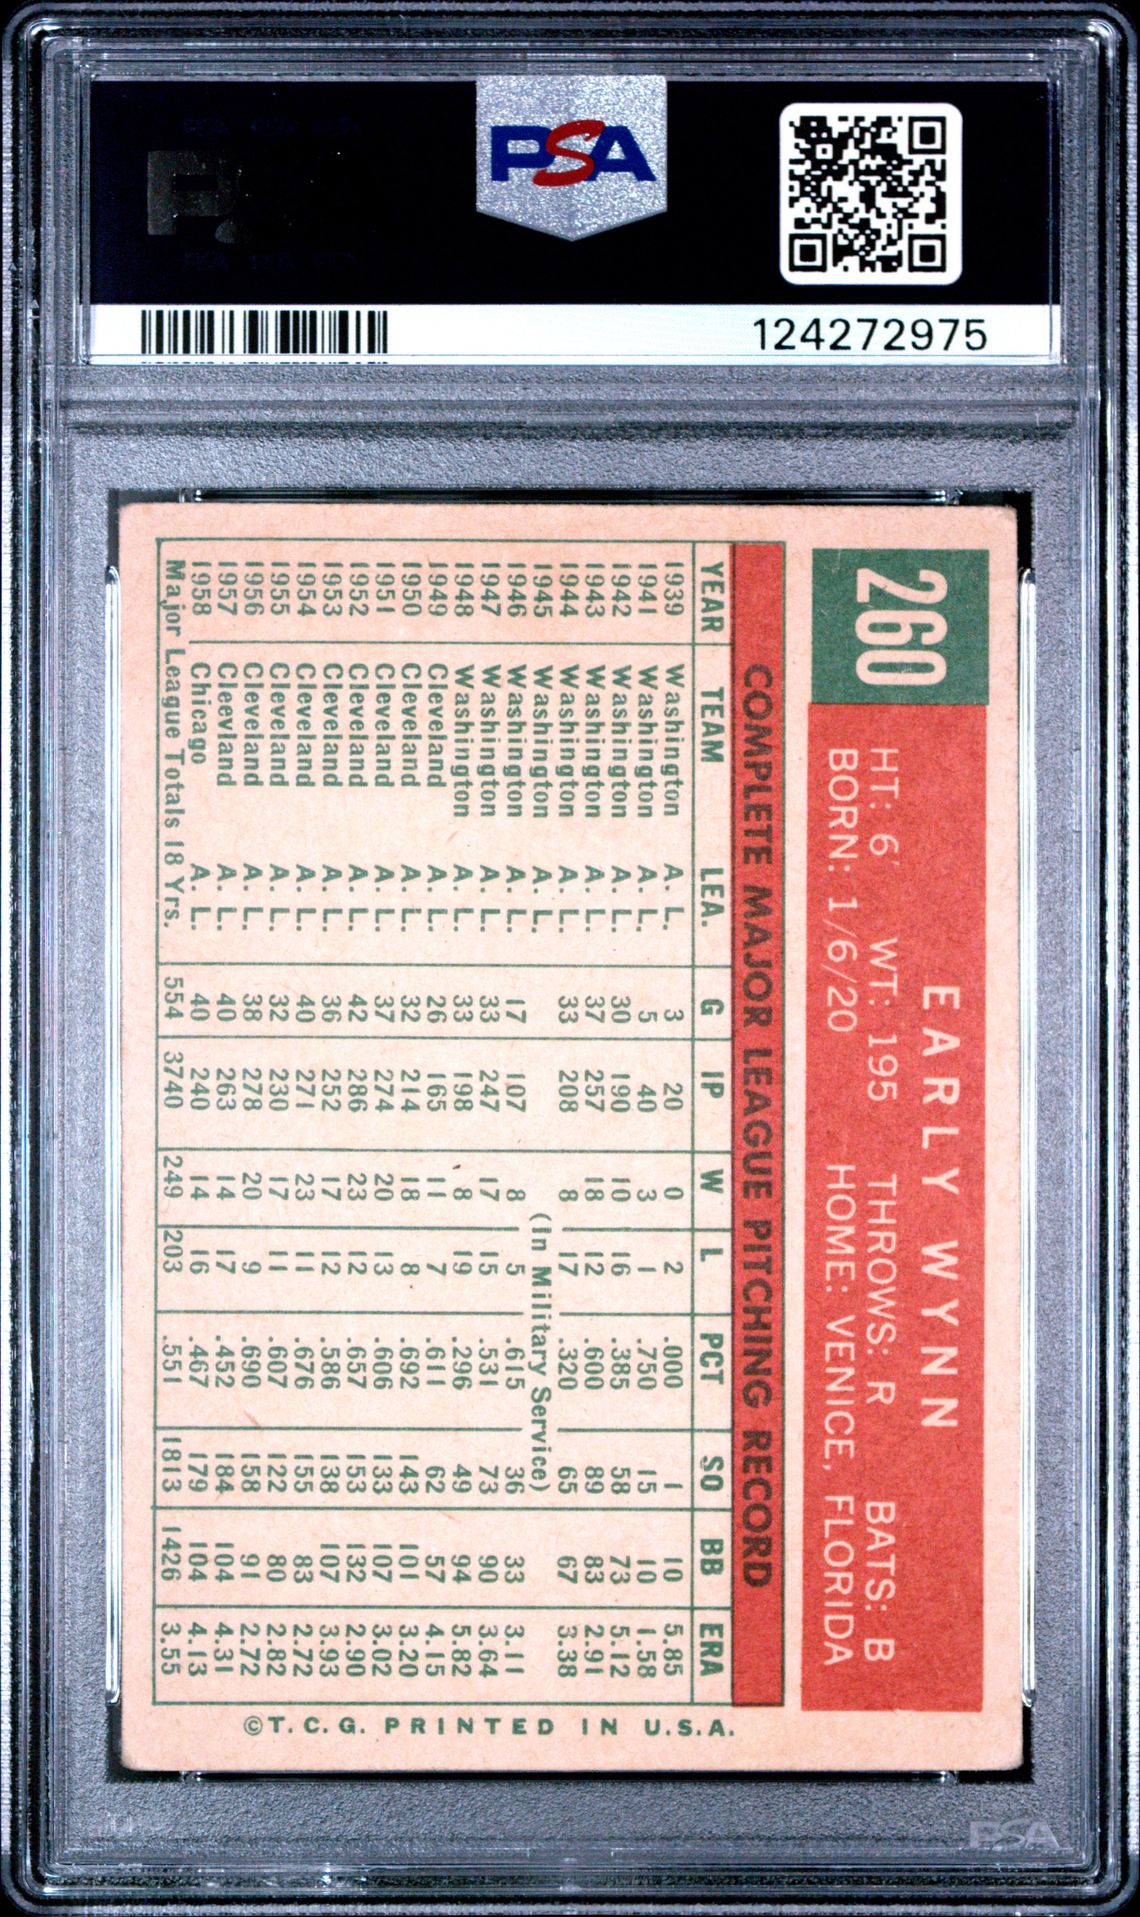 PSA
124272975
260
EARLY WYNN
HT: 6' WT: 195 THROWS: R BATS: B
BORN: 1/6/20 HOME: VENICE, FLORIDA
COMPLETE MAJOR LEAGUE PITCHING RECORD
YEAR TEAM LEA. G IP W L PCT SO BB ERA
1939 Washington A. L. 3 20 0 2 .000 1 10 5.85
1941 Washington A. L. 5 40 3 1 .750 15 10 1.58
1942 Washington A. L. 30 190 10 16 .385 58 73 5.12
1943 Washington A. L. 37 257 18 12 .600 89 83 2.91
1944 Washington A. L. 33 208 8 17 .320 65 67 3.38
1945 Washington A. L. (In Military Service)
1946 Washington A. L. 17 107 8 5 .615 36 33 3.11
1947 Washington A. L. 33 247 17 15 .531 73 90 3.64
1948 Washington A. L. 33 198 8 19 .296 49 94 5.82
1949 Cleveland A. L. 26 165 11 7 .611 62 57 4.15
1950 Cleveland A. L. 32 214 18 8 .692 143 101 3.20
1951 Cleveland A. L. 37 274 20 13 .606 133 107 3.02
1952 Cleveland A. L. 42 286 23 12 .657 153 132 2.90
1953 Cleveland A. L. 36 252 17 12 .586 138 107 3.93
1954 Cleveland A. L. 40 271 23 11 .676 155 83 2.72
1955 Cleveland A. L. 32 230 17 11 .607 122 80 2.82
1956 Cleveland A. L. 38 278 20 9 .690 158 91 2.72
1957 Cleevland A. L. 40 263 14 17 .452 184 104 4.31
1958 Chicago A. L. 40 240 14 16 .467 179 104 4.13
Major League Totals 18 Yrs. 554 3740 249 203 .551 1813 1426 3.55
©T. C. G. PRINTED IN U.S.A.
PSA